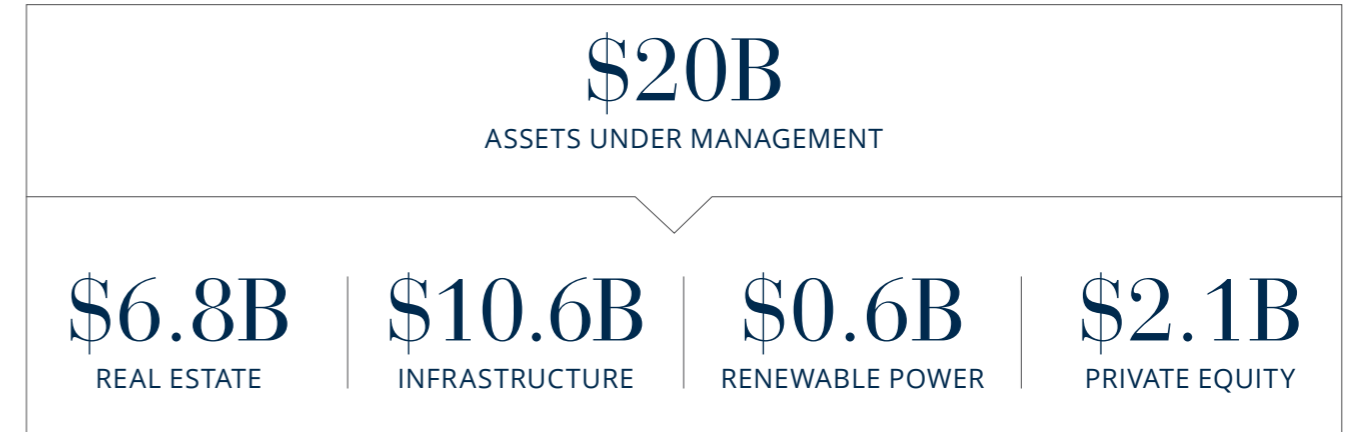 $20B
ASSETS UNDER MANAGEMENT
$6.8B $10.6B $0.6B $2.1B
REAL ESTATE INFRASTRUCTURE RENEWABLE POWER PRIVATE EQUITY